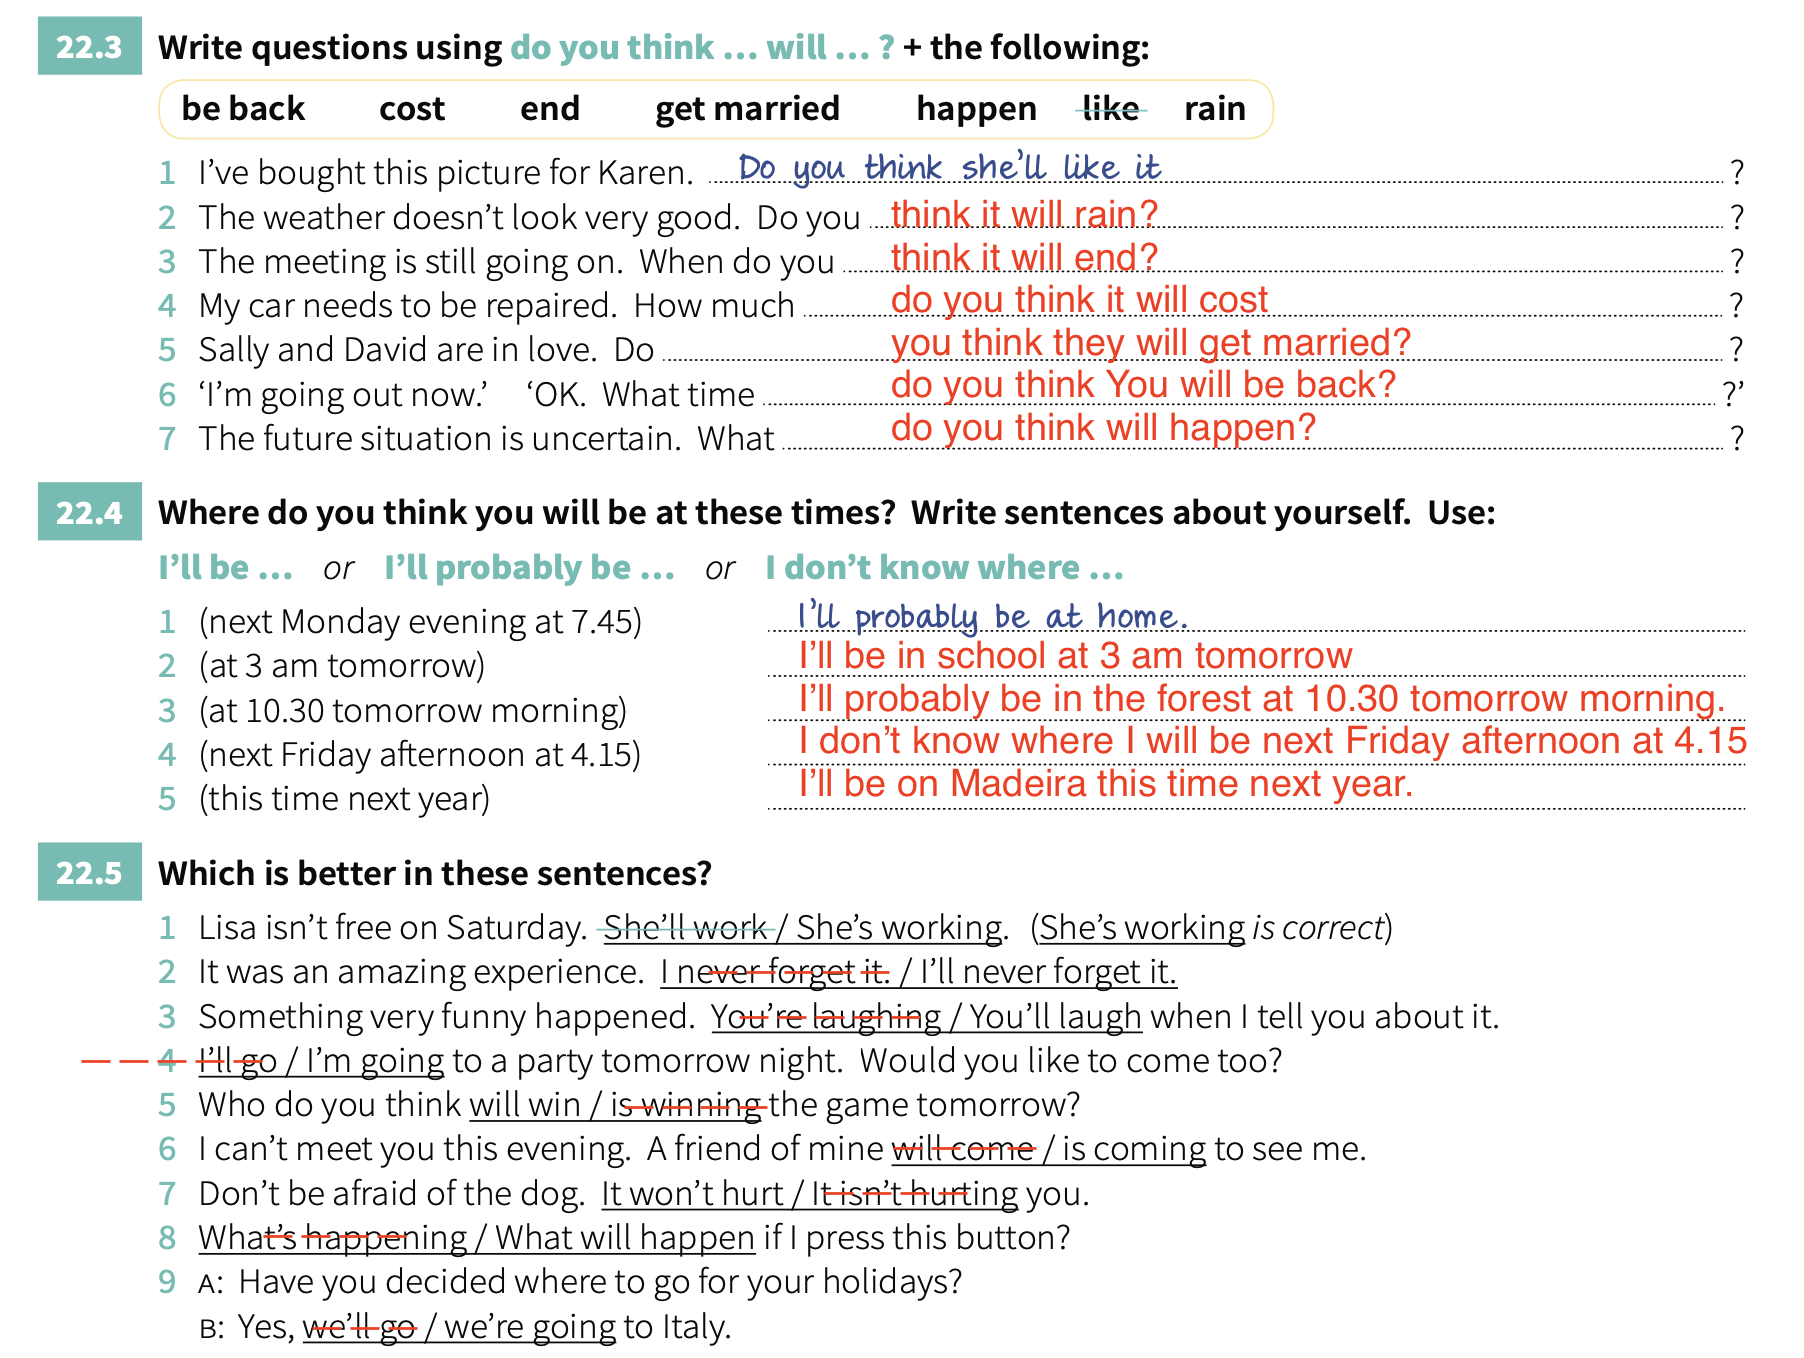 22.3 Write questions using do you think ... will ... ? + the following:
be back cost end get married happen like rain
1 I've bought this picture for Karen. Do you think she'll like it ?
2 The weather doesn't look very good. Do you think it will rain? ?
3 The meeting is still going on. When do you think it will end? ?
4 My car needs to be repaired. How much do you think it will cost ?
5 Sally and David are in love. Do you think they will get married? ?
6 ‘I'm going out now.’ ‘OK. What time do you think You will be back? ?’
7 The future situation is uncertain. What do you think will happen? ?
22.4 Where do you think you will be at these times? Write sentences about yourself. Use:
I'll be ... or I'll probably be ... or I don't know where ...
1 (next Monday evening at 7.45) I'll probably be at home.
2 (at 3 am tomorrow) I'll be in school at 3 am tomorrow
3 (at 10.30 tomorrow morning) I'll probably be in the forest at 10.30 tomorrow morning.
4 (next Friday afternoon at 4.15) I don't know where I will be next Friday afternoon at 4.15
5 (this time next year) I'll be on Madeira this time next year.
22.5 Which is better in these sentences?
1 Lisa isn't free on Saturday. She'll work / She's working. (She's working is correct)
2 It was an amazing experience. I never forget it. / I'll never forget it.
3 Something very funny happened. You're laughing / You'll laugh when I tell you about it.
4 I'll go / I'm going to a party tomorrow night. Would you like to come too?
5 Who do you think will win / is winning the game tomorrow?
6 I can't meet you this evening. A friend of mine will come / is coming to see me.
7 Don't be afraid of the dog. It won't hurt / It isn't hurting you.
8 What's happening / What will happen if I press this button?
9 A: Have you decided where to go for your holidays?
B: Yes, we'll go / we're going to Italy.